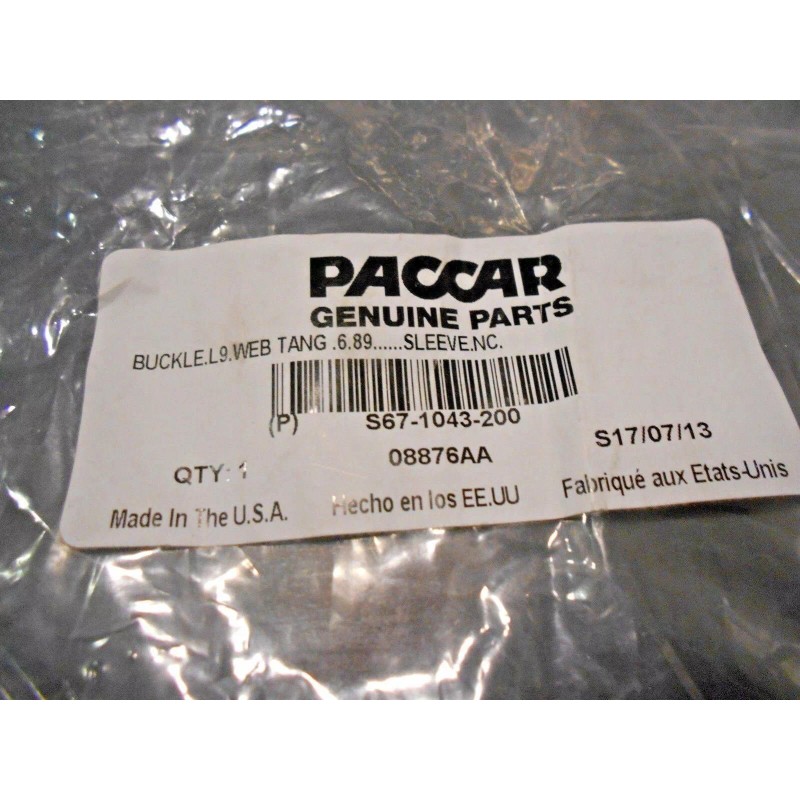 PACCAR
GENUINE PARTS
BUCKLE.L9.WEB TANG .6.89......SLEEVE.NC.
(P) S67-1043-200
QTY: 1 08876AA S17/07/13
Made In The U.S.A. Hecho en los EE.UU Fabriqué aux Etats-Unis